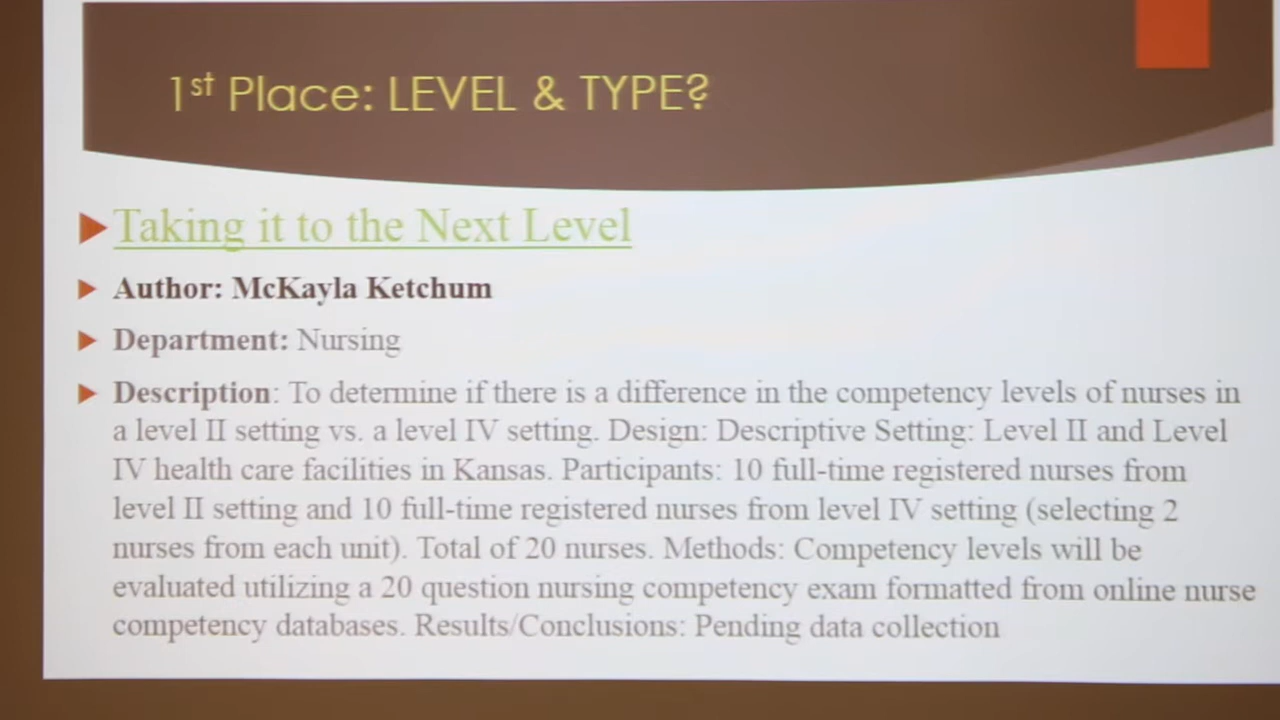 1st Place: LEVEL & TYPE?
Taking it to the Next Level
Author: McKayla Ketchum
Department: Nursing
Description: To determine if there is a difference in the competency levels of nurses in
a level II setting vs. a level IV setting. Design: Descriptive Setting: Level II and Level
IV health care facilities in Kansas. Participants: 10 full-time registered nurses from
level II setting and 10 full-time registered nurses from level IV setting (selecting 2
nurses from each unit). Total of 20 nurses. Methods: Competency levels will be
evaluated utilizing a 20 question nursing competency exam formatted from online nurse
competency databases. Results/Conclusions: Pending data collection